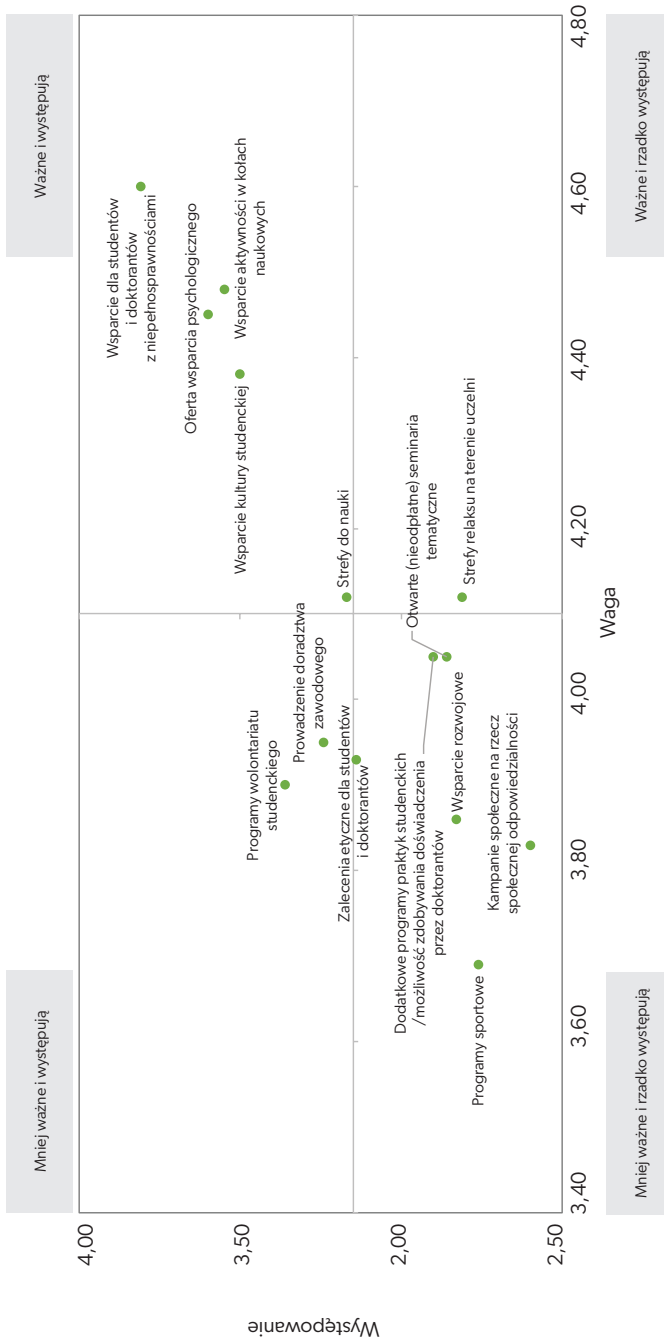 Mniej ważne i występują
Ważne i występują
Występowanie
4,00
3,50
2,00
2,50
Wsparcie dla studentów
i doktorantów
z niepełnosprawnościami
Oferta wsparcia psychologicznego
Wsparcie aktywności w kołach
naukowych
Wsparcie kultury studenckiej
Programy wolontariatu
studenckiego
Prowadzenie doradztwa
zawodowego
Strefy do nauki
Zalecenia etyczne dla studentów
i doktorantów
Otwarte (nieodpłatne) seminaria
tematyczne
Dodatkowe programy praktyk studenckich
/możliwość zdobywania doświadczenia
przez doktorantów
Strefy relaksu na terenie uczelni
Wsparcie rozwojowe
Kampanie społeczne na rzecz
społecznej odpowiedzialności
Programy sportowe
3,40
3,60
3,80
4,00
4,20
4,40
4,60
4,80
Waga
Mniej ważne i rzadko występują
Ważne i rzadko występują